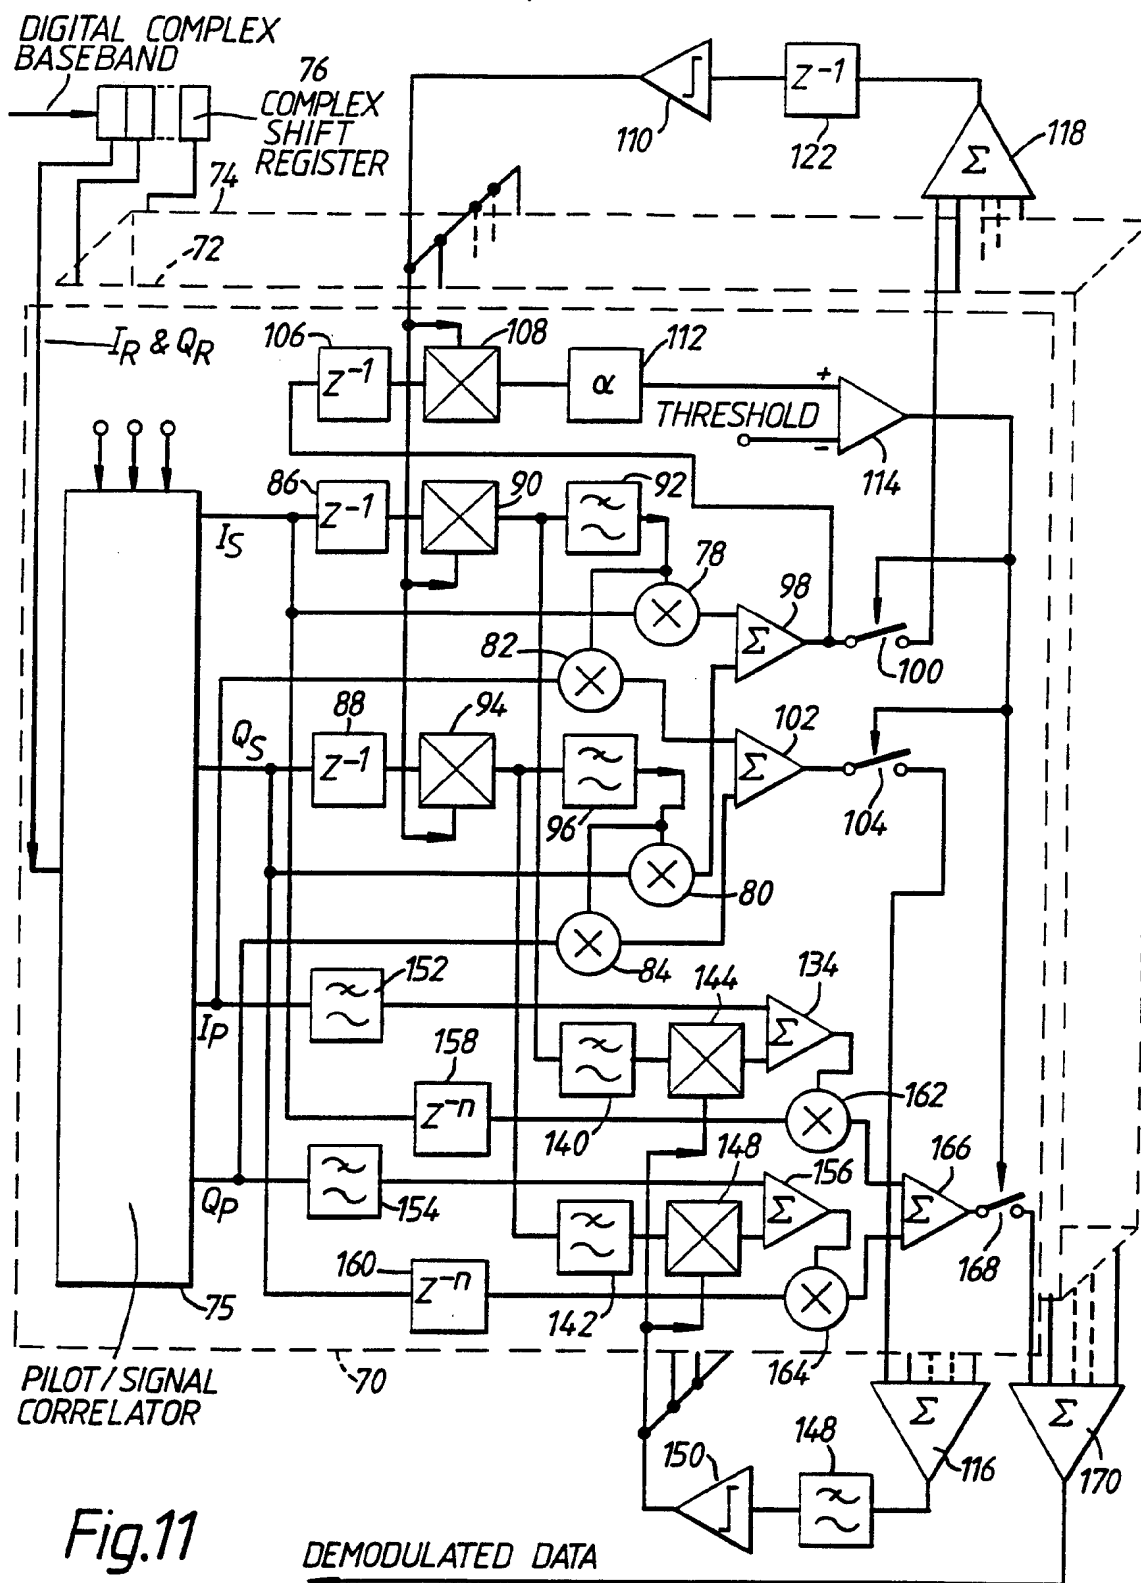 DIGITAL COMPLEX
BASEBAND
76
COMPLEX
SHIFT
REGISTER
110
Z⁻¹
122
Σ
118
74
72
I_R & Q_R
106
Z⁻¹
108
α
112
THRESHOLD
+
-
114
86
Z⁻¹
90
92
I_S
78
82
Σ
98
100
88
Z⁻¹
94
Q_S
96
102
Σ
104
80
84
152
I_P
144
134
Σ
158
Z⁻ⁿ
140
162
148
156
Σ
166
Σ
Q_P
154
160
Z⁻ⁿ
142
164
168
75
PILOT/SIGNAL
CORRELATOR
70
Σ
116
Σ
170
150
148
Fig.11
DEMODULATED DATA